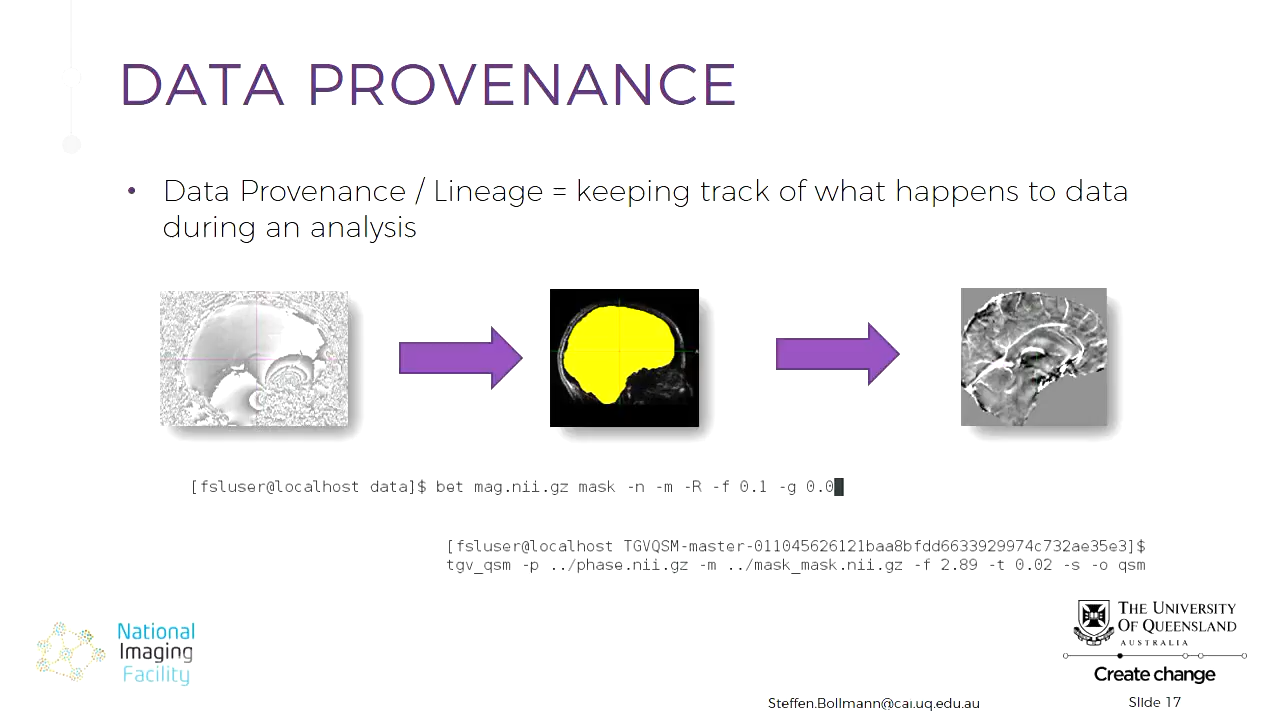 DATA PROVENANCE
• Data Provenance / Lineage = keeping track of what happens to data
during an analysis
[fsluser@localhost data]$ bet mag.nii.gz mask -n -m -R -f 0.1 -g 0.0
[fsluser@localhost TGVQSM-master-011045626121baa8bfdd6633929974c732ae35e3]$
tgv_qsm -p ../phase.nii.gz -m ../mask_mask.nii.gz -f 2.89 -t 0.02 -s -o qsm
National
Imaging
Facility
THE UNIVERSITY
OF QUEENSLAND
AUSTRALIA
Create change
Steffen.Bollmann@cai.uq.edu.au
Slide 17